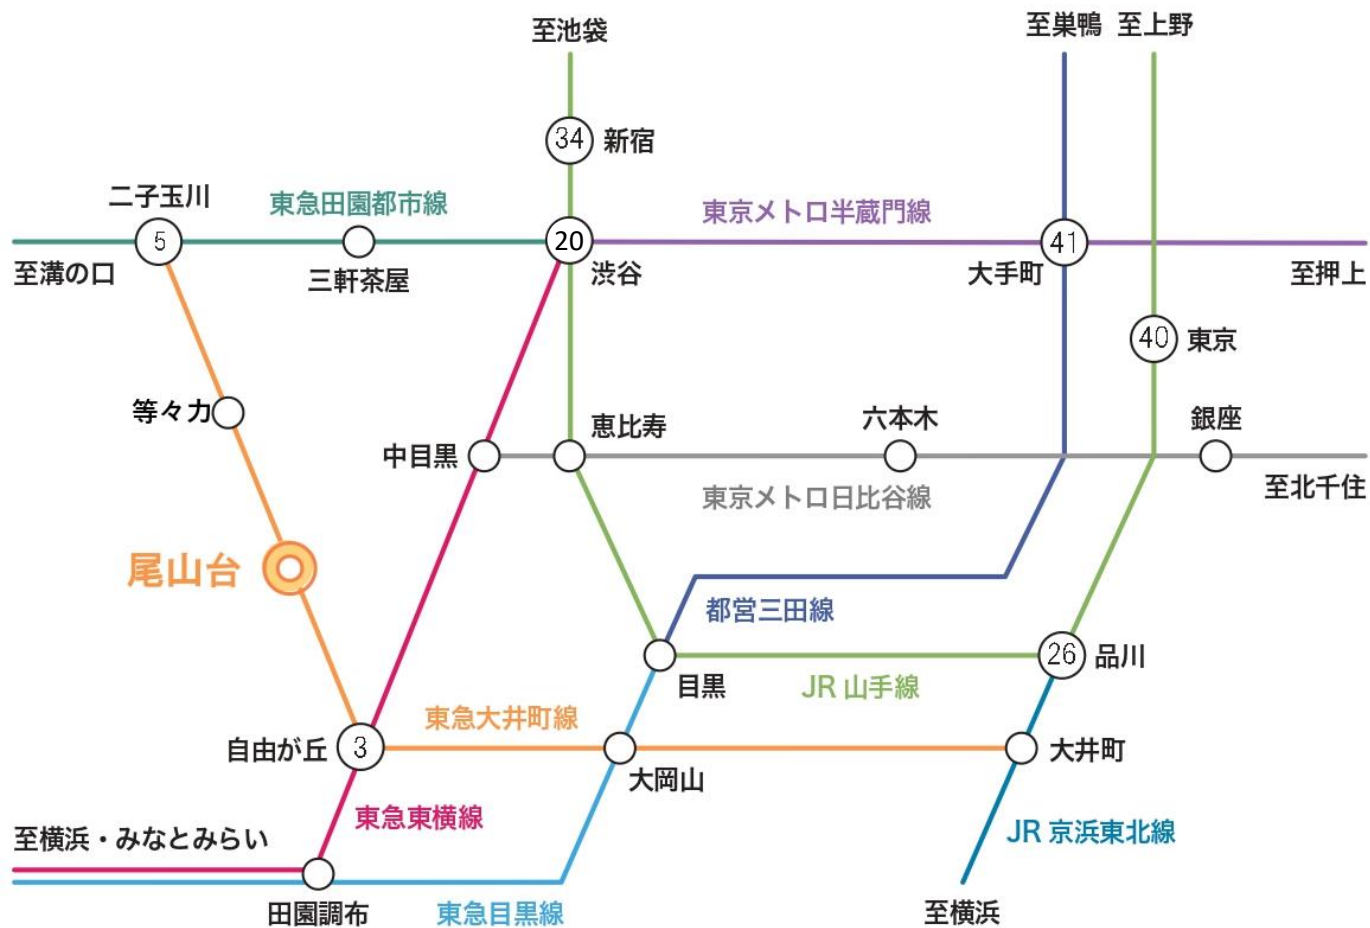 至池袋
至巣鴨
至上野
34
新宿
二子玉川
東急田園都市線
東京メトロ半蔵門線
5
20
41
至溝の口
三軒茶屋
渋谷
大手町
至押上
40
東京
等々力
恵比寿
六本木
銀座
中目黒
東京メトロ日比谷線
至北千住
尾山台
都営三田線
26
品川
目黒
JR 山手線
東急大井町線
自由が丘
3
大井町
大岡山
東急東横線
JR 京浜東北線
至横浜・みなとみらい
田園調布
東急目黒線
至横浜